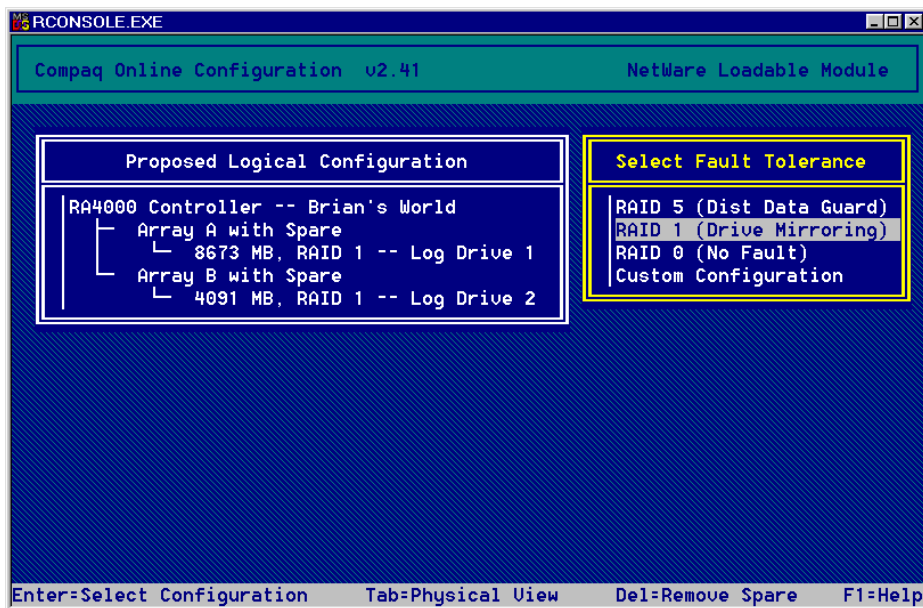 RCONSOLE.EXE
Compaq Online Configuration v2.41 NetWare Loadable Module
Proposed Logical Configuration
RA4000 Controller -- Brian's World
Array A with Spare
8673 MB, RAID 1 -- Log Drive 1
Array B with Spare
4091 MB, RAID 1 -- Log Drive 2
Select Fault Tolerance
RAID 5 (Dist Data Guard)
RAID 1 (Drive Mirroring)
RAID 0 (No Fault)
Custom Configuration
Enter=Select Configuration Tab=Physical View Del=Remove Spare F1=Help